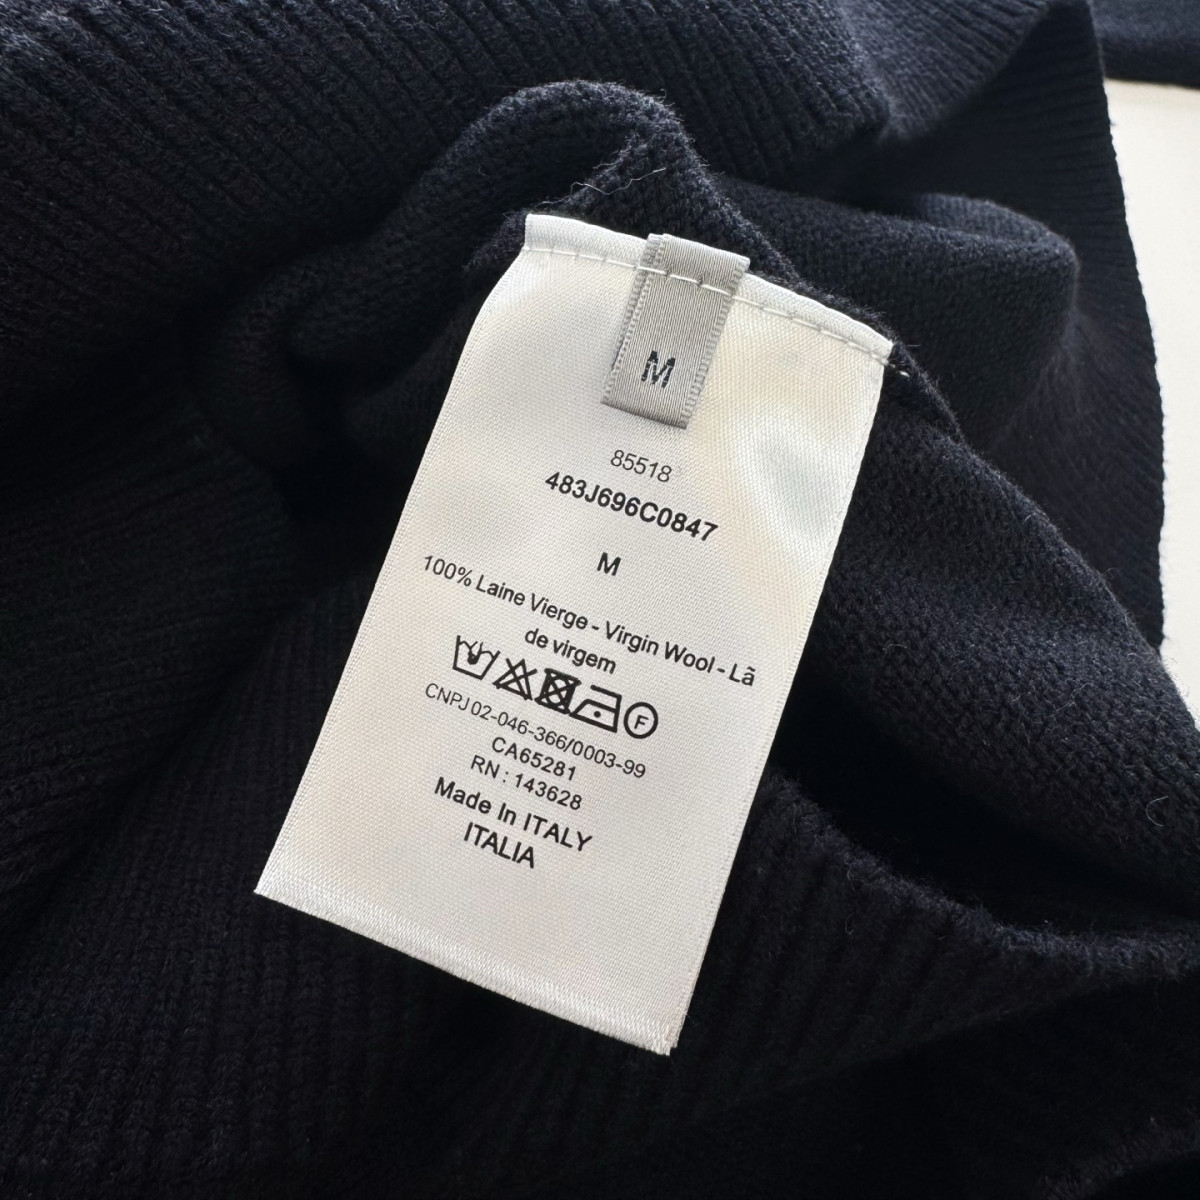 M
85518
483J696C0847
M
100% Laine Vierge - Virgin Wool - Lã
de virgem
F
CNPJ 02-046-366/0003-99
CA65281
RN : 143628
Made In ITALY
ITALIA